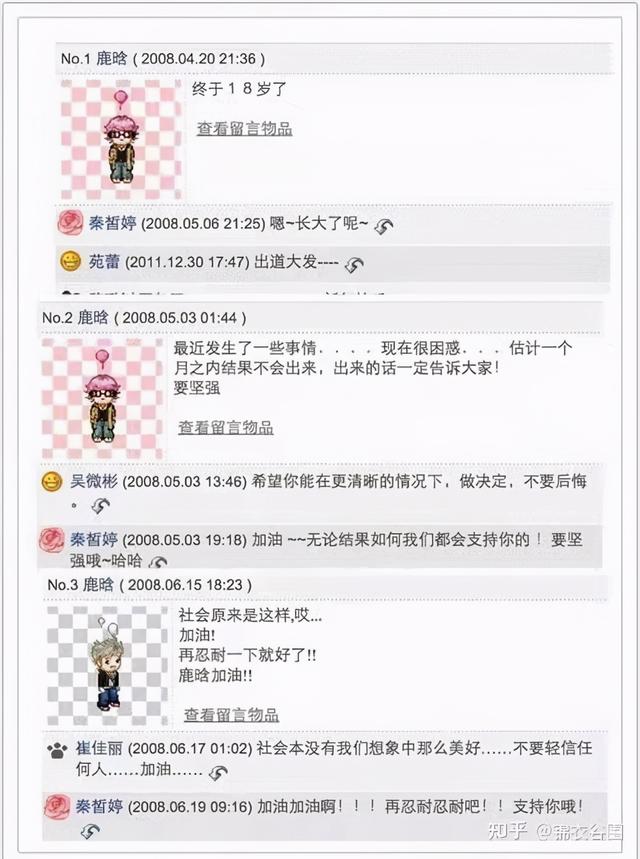 No.1 鹿晗 ( 2008.04.20 21:36 )
终于１８岁了
查看留言物品
秦皙婷 (2008.05.06 21:25) 嗯~长大了呢~
苑蕾 (2011.12.30 17:47) 出道大发----
No.2 鹿晗 ( 2008.05.03 01:44 )
最近发生了一些事情．．．．现在很困惑．．．估计一个
月之内结果不会出来，出来的话一定告诉大家！
要坚强
查看留言物品
吴微彬 (2008.05.03 13:46) 希望你能在更清晰的情况下，做决定，不要后悔
。
秦皙婷 (2008.05.03 19:18) 加油 ~~无论结果如何我们都会支持你的 ！要坚
强哦~哈哈
No.3 鹿晗 ( 2008.06.15 18:23 )
社会原来是这样,哎...
加油!
再忍耐一下就好了!!
鹿晗加油!!
查看留言物品
崔佳丽 (2008.06.17 01:02) 社会本没有我们想象中那么美好……不要轻信任
何人……加油……
秦皙婷 (2008.06.19 09:16) 加油加油啊！！！再忍耐忍耐吧！！支持你哦！
知乎 @锦衣谷围